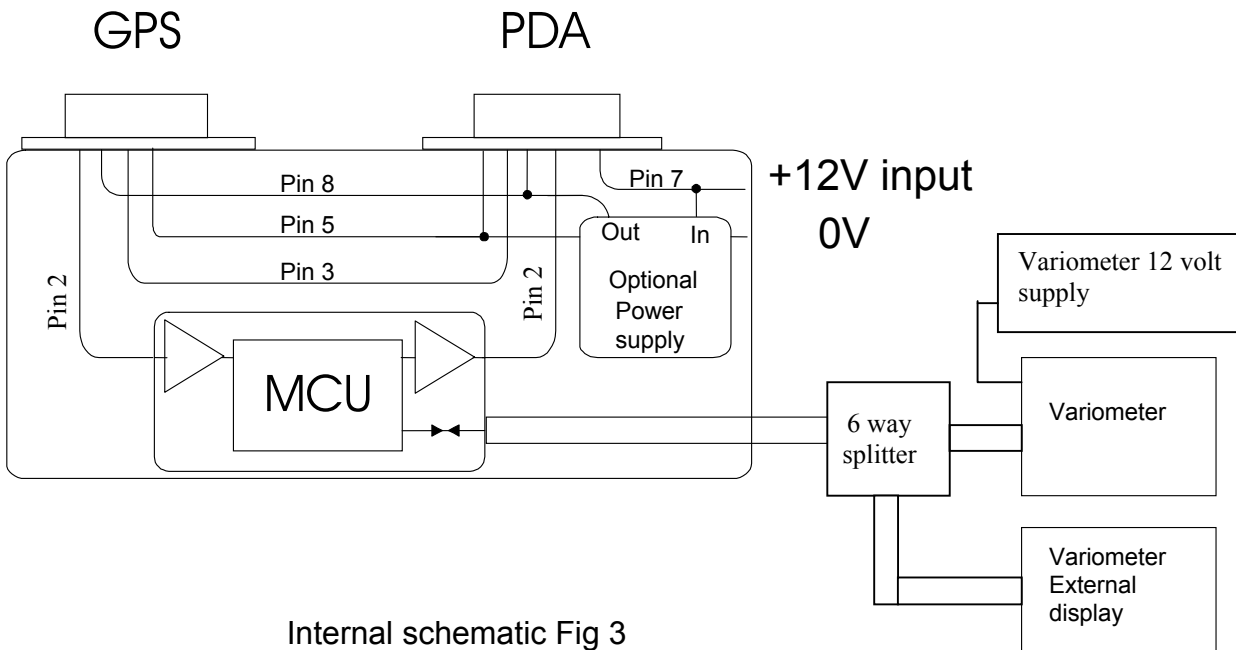 GPS
PDA
Pin 8
Pin 7
+12V input
Pin 5
0V
Out
In
Pin 3
Pin 2
Pin 2
Optional
Power
supply
MCU
Variometer 12 volt
supply
6 way
splitter
Variometer
Variometer
External
display
Internal schematic Fig 3